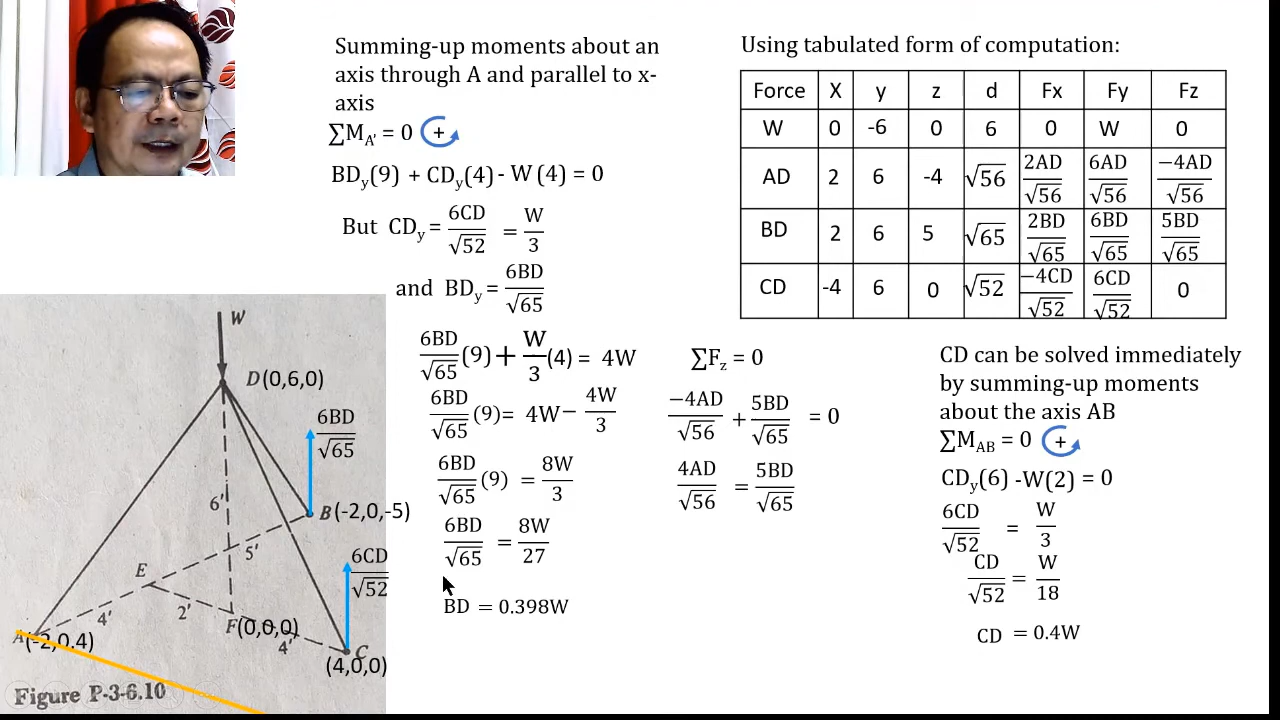 Summing-up moments about an
axis through A and parallel to x-
axis
∑M_A' = 0 +
BD_y(9) + CD_y(4) - W (4) = 0
But CD_y = 6CD/√52 = W/3
and BD_y = 6BD/√65
6BD/√65 (9) + W/3 (4) = 4W
6BD/√65 (9) = 4W − 4W/3
6BD/√65 (9) = 8W/3
6BD/√65 = 8W/27
BD = 0.398W
Using tabulated form of computation:
Force X y z d Fx Fy Fz
W 0 -6 0 6 0 W 0
AD 2 6 -4 √56 2AD/√56 6AD/√56 −4AD/√56
BD 2 6 5 √65 2BD/√65 6BD/√65 5BD/√65
CD -4 6 0 √52 −4CD/√52 6CD/√52 0
∑F_z = 0
−4AD/√56 + 5BD/√65 = 0
4AD/√56 = 5BD/√65
CD can be solved immediately
by summing-up moments
about the axis AB
∑M_AB = 0 +
CD_y(6) -W(2) = 0
6CD/√52 = W/3
CD/√52 = W/18
CD = 0.4W
W
D(0,6,0)
6BD/√65
6'
B(-2,0,-5)
5'
6CD/√52
E
4'
2'
F(0,0,0)
4'
A(-2,0.4)
C
(4,0,0)
Figure P-3-6.10